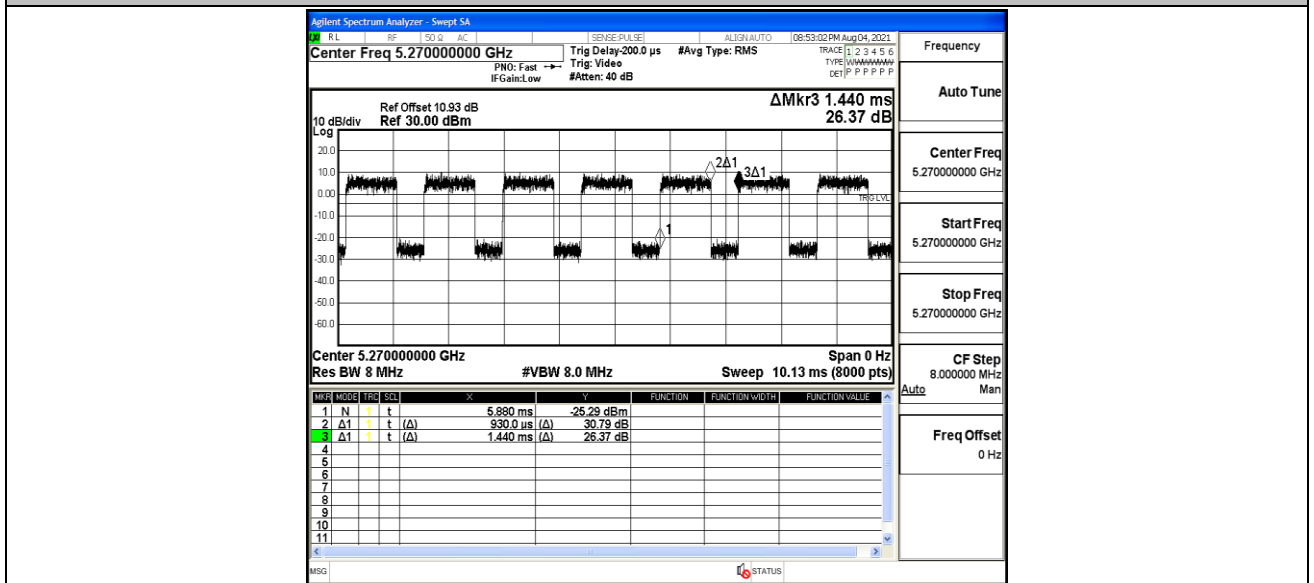 Agilent Spectrum Analyzer - Swept SA
LXI RL RF 50 Ω AC SENSE:PULSE ALIGN AUTO 08:53:02 PM Aug 04, 2021
Center Freq 5.270000000 GHz
PNO: Fast
IFGain:Low
Trig Delay-200.0 µs
Trig: Video
#Atten: 40 dB
#Avg Type: RMS
TRACE 1 2 3 4 5 6
TYPE WWWWWW
DET P P P P P P
Ref Offset 10.93 dB
10 dB/div Ref 30.00 dBm
Log
ΔMkr3 1.440 ms
26.37 dB
20.0
10.0
0.00
-10.0
-20.0
-30.0
-40.0
-50.0
-60.0
2Δ1
3Δ1
1
TRIG LVL
Center 5.270000000 GHz Span 0 Hz
Res BW 8 MHz #VBW 8.0 MHz Sweep 10.13 ms (8000 pts)
MKR MODE TRC SCL X Y FUNCTION FUNCTION WIDTH FUNCTION VALUE
1 N 1 t 5.880 ms -25.29 dBm
2 Δ1 1 t (Δ) 930.0 µs (Δ) 30.79 dB
3 Δ1 1 t (Δ) 1.440 ms (Δ) 26.37 dB
4
5
6
7
8
9
10
11
MSG STATUS
Frequency
Auto Tune
Center Freq
5.270000000 GHz
Start Freq
5.270000000 GHz
Stop Freq
5.270000000 GHz
CF Step
8.000000 MHz
Auto Man
Freq Offset
0 Hz